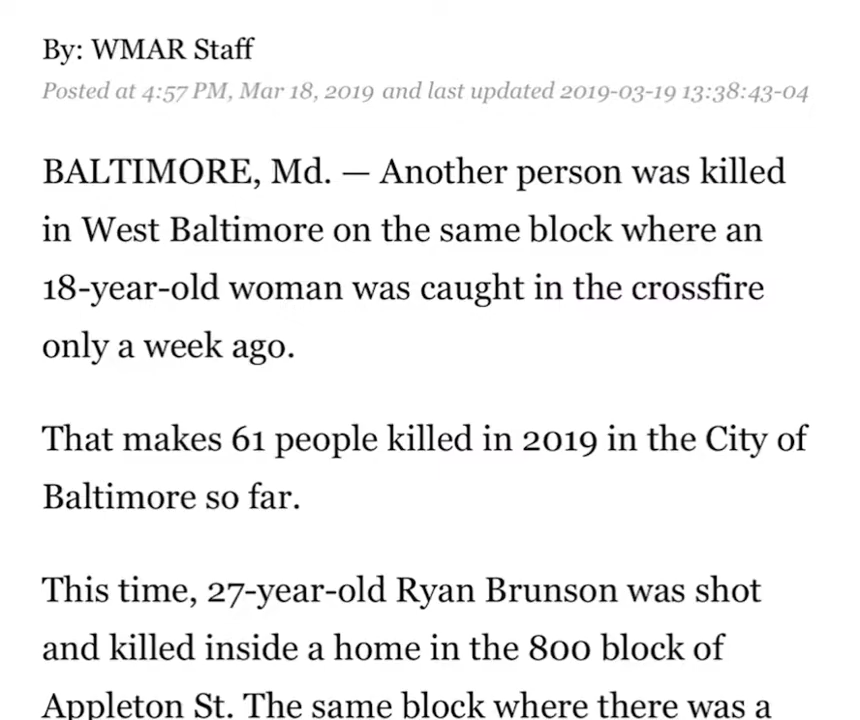 By: WMAR Staff
Posted at 4:57 PM, Mar 18, 2019 and last updated 2019-03-19 13:38:43-04
BALTIMORE, Md. — Another person was killed
in West Baltimore on the same block where an
18-year-old woman was caught in the crossfire
only a week ago.
That makes 61 people killed in 2019 in the City of
Baltimore so far.
This time, 27-year-old Ryan Brunson was shot
and killed inside a home in the 800 block of
Appleton St. The same block where there was a